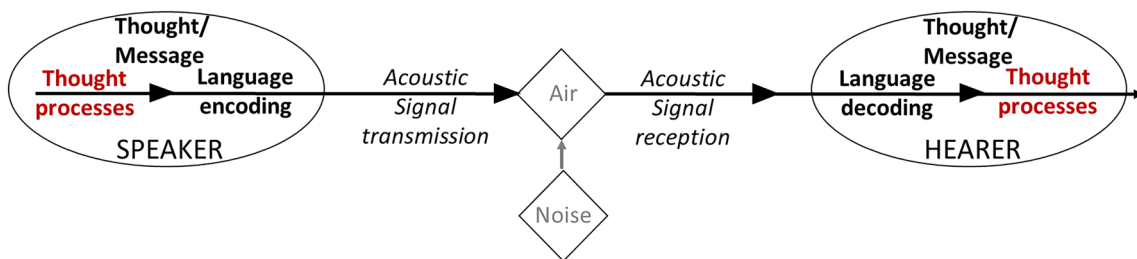 Thought/
Message
Thought
processes
Language
encoding
SPEAKER
Acoustic
Signal
transmission
Air
Noise
Acoustic
Signal
reception
Thought/
Message
Language
decoding
Thought
processes
HEARER